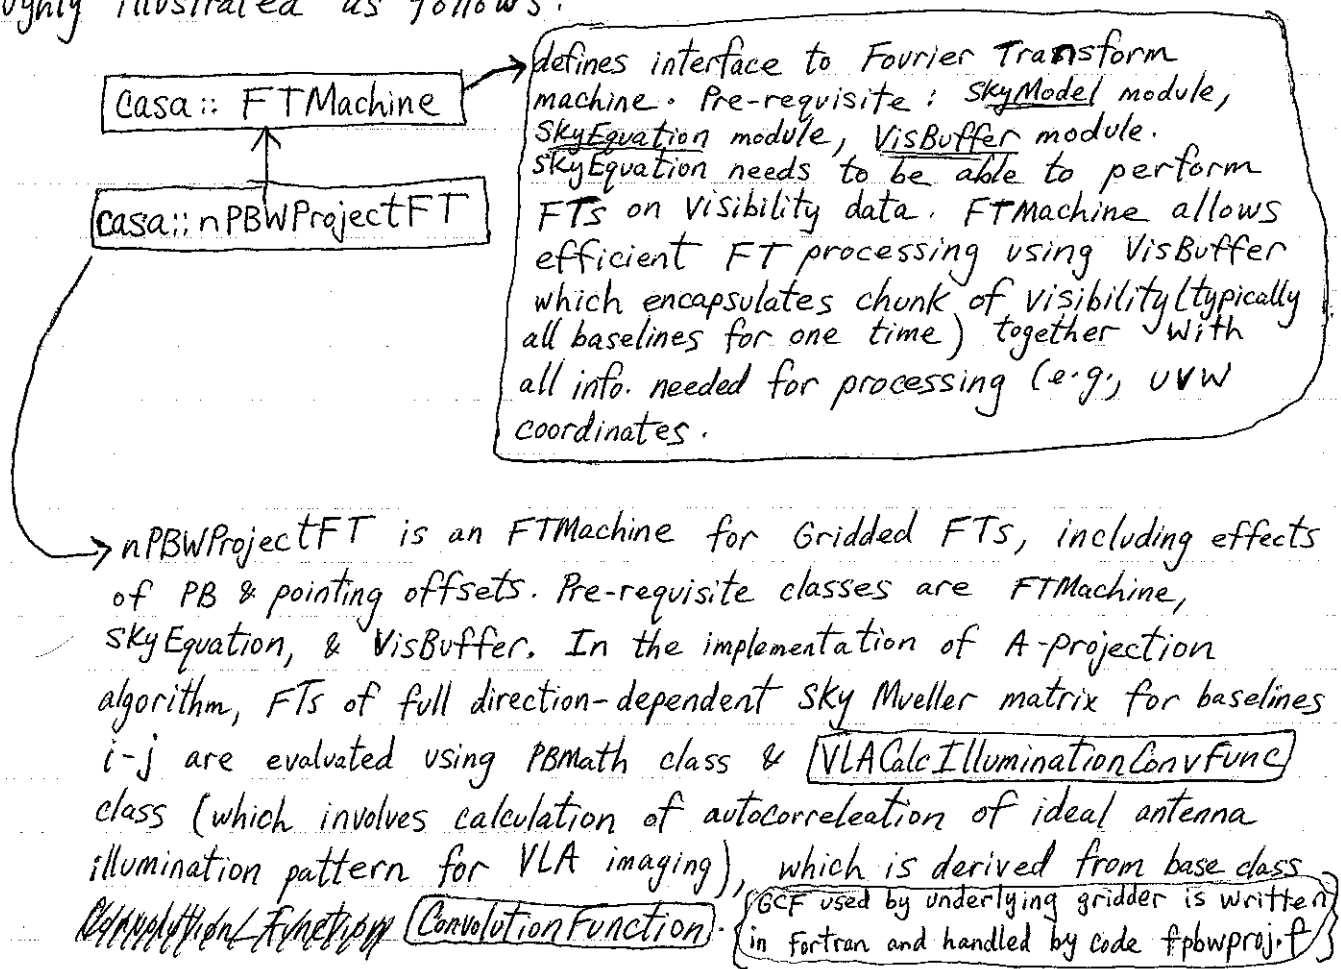 roughly illustrated as follows:
casa:: FTMachine
casa:: nPBWProjectFT
defines interface to Fourier Transform
machine. Pre-requisite: SkyModel module,
SkyEquation module, VisBuffer module.
SkyEquation needs to be able to perform
FTs on visibility data. FTMachine allows
efficient FT processing using VisBuffer
which encapsulates chunk of visibility (typically
all baselines for one time) together with
all info. needed for processing (e.g., UVW
coordinates.
nPBWProjectFT is an FTMachine for Gridded FTs, including effects
of PB & pointing offsets. Pre-requisite classes are FTMachine,
SkyEquation, & VisBuffer. In the implementation of A-projection
algorithm, FTs of full direction-dependent Sky Mueller matrix for baselines
i-j are evaluated using PBMath class & VLACalcIlluminationConvFunc
class (which involves calculation of autocorreleation of ideal antenna
illumination pattern for VLA imaging), which is derived from base class
ConvolutionFunction. {GCF used by underlying gridder is written
in Fortran and handled by code fpbwproj.f}